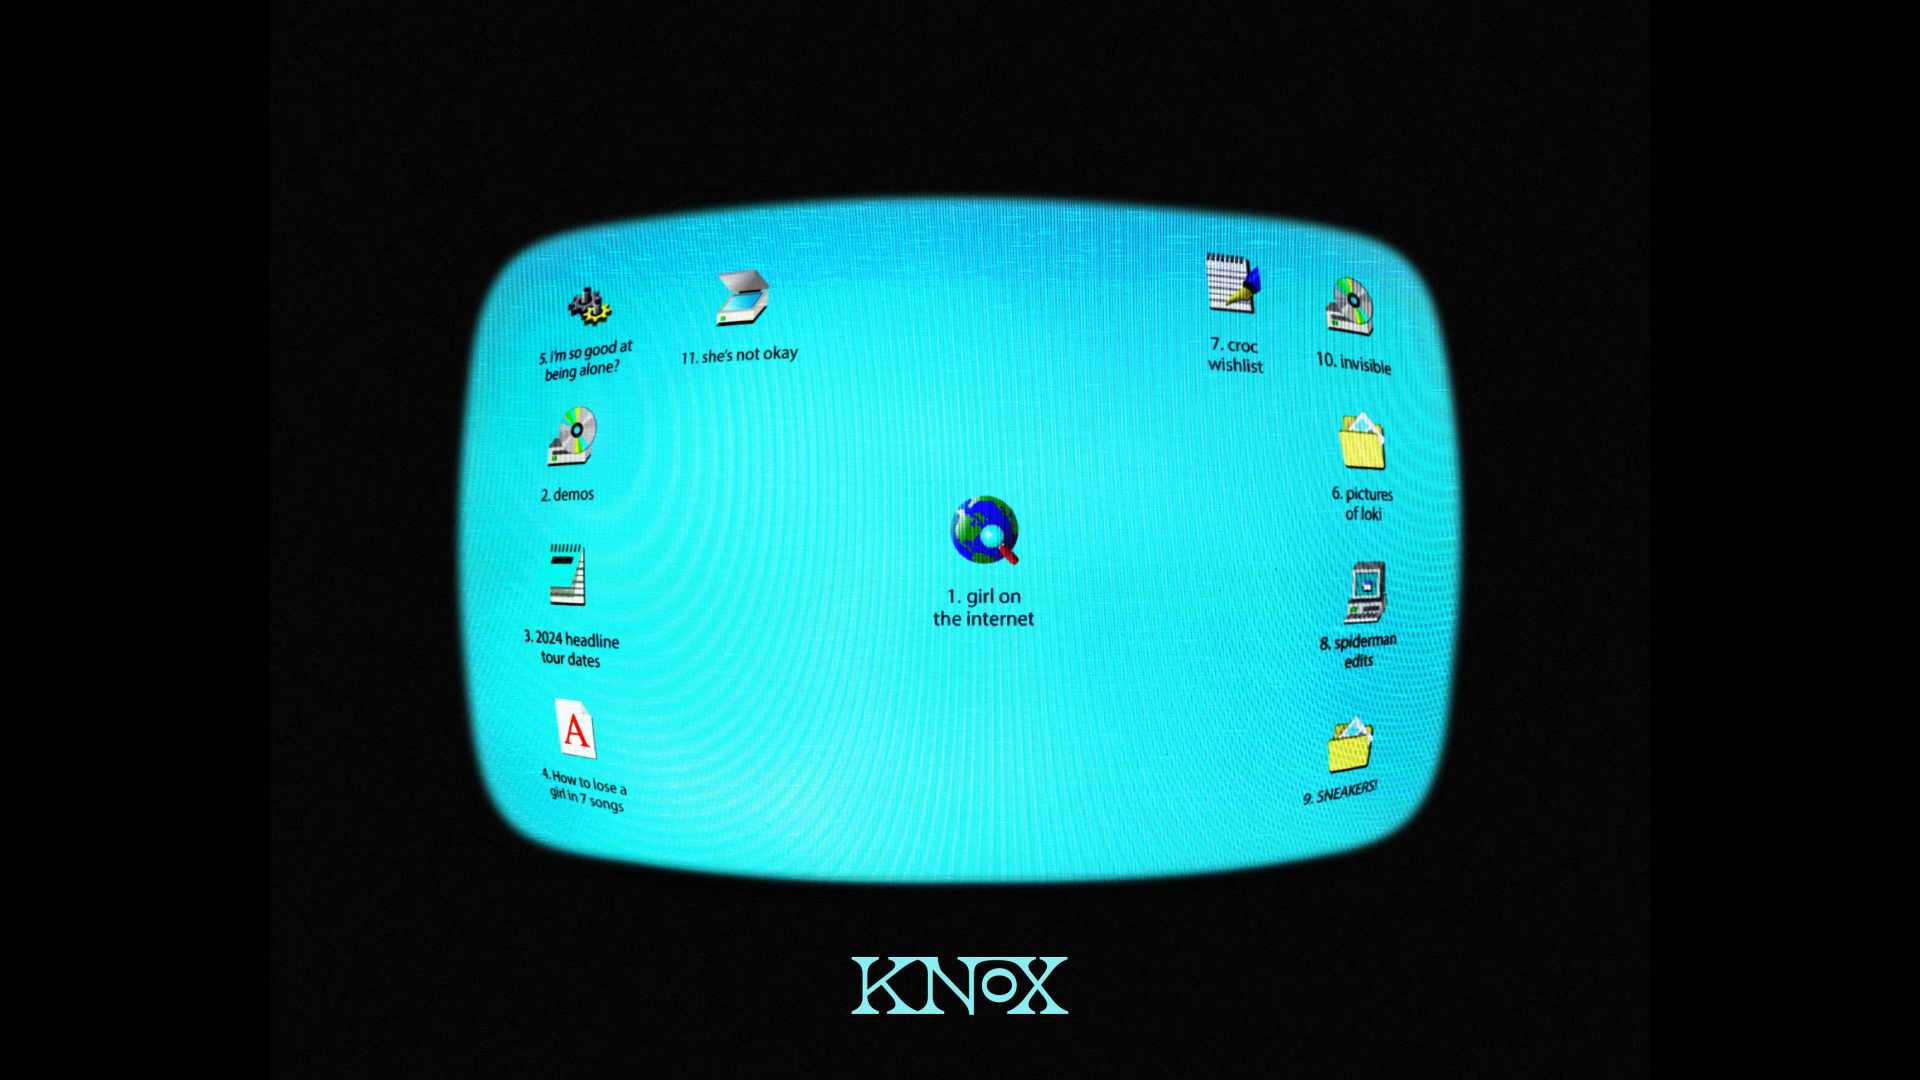 5. i'm so good at
being alone?
11. she's not okay
7. croc
wishlist
10. invisible
2. demos
6. pictures
of loki
1. girl on
the internet
3. 2024 headline
tour dates
8. spiderman
edits
A
4. How to lose a
girl in 7 songs
9. SNEAKERS!
KNOX